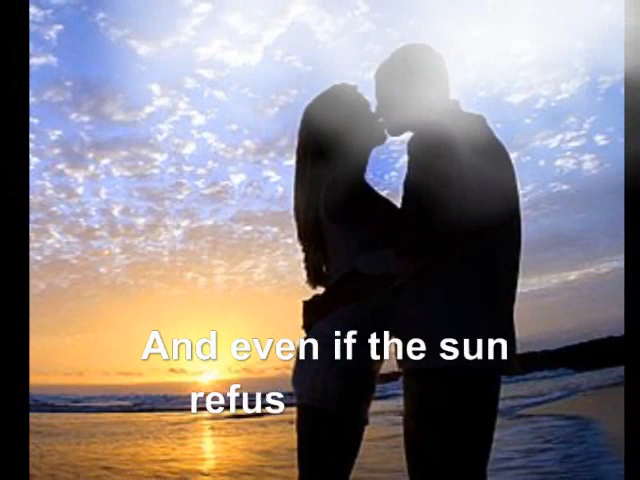 And even if the sun
refus